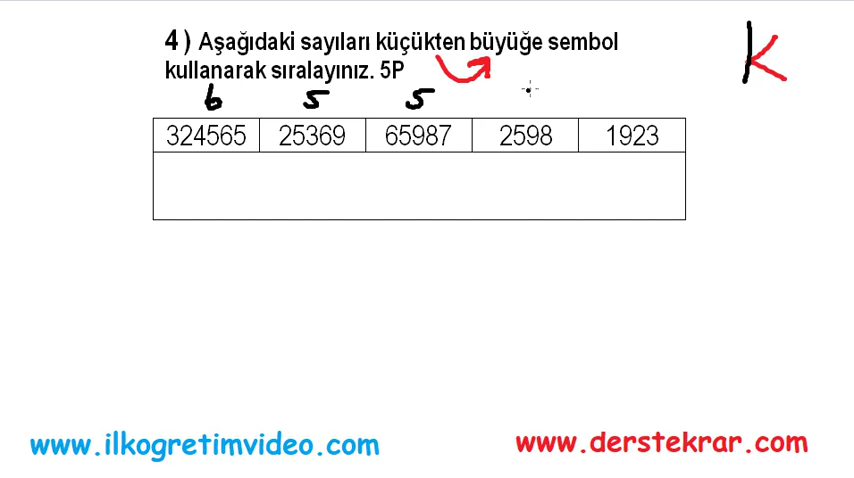 4 ) Aşağıdaki sayıları küçükten büyüğe sembol
kullanarak sıralayınız. 5P
K
6 5 5
324565 25369 65987 2598 1923
www.ilkogretimvideo.com
www.derstekrar.com